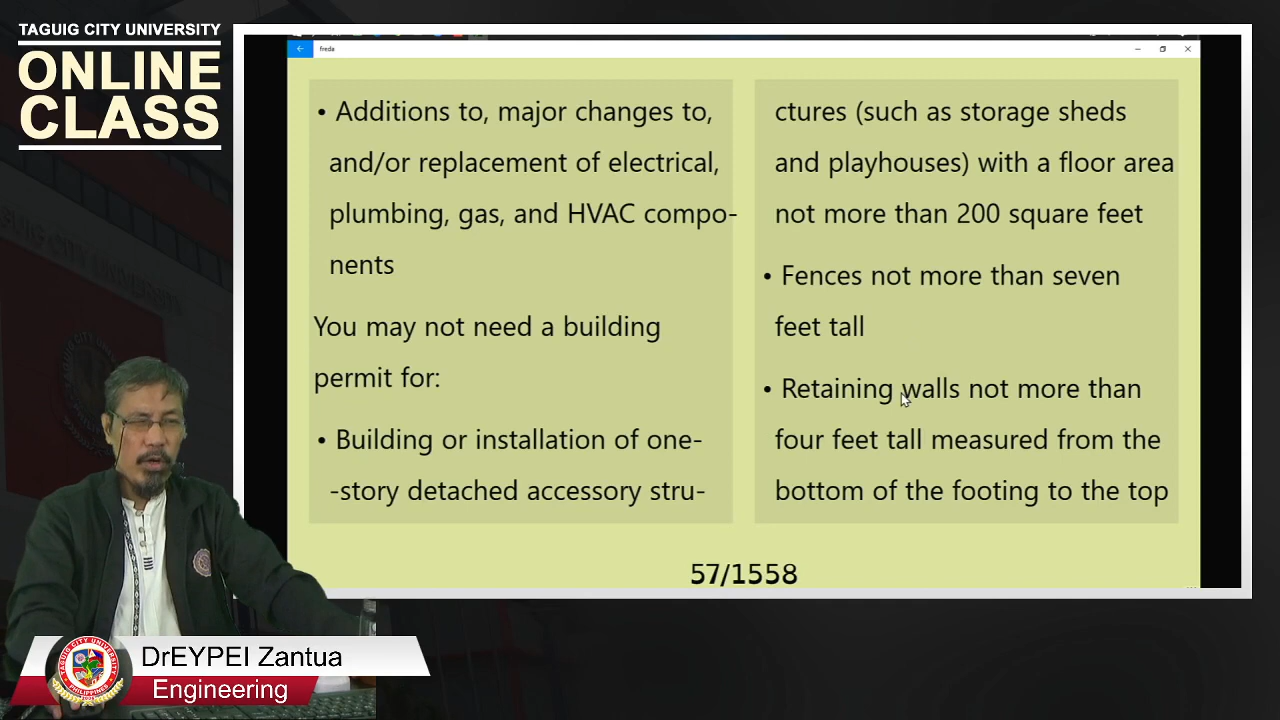 TAGUIG CITY UNIVERSITY
ONLINE
CLASS
freda
• Additions to, major changes to,
and/or replacement of electrical,
plumbing, gas, and HVAC compo-
nents
You may not need a building
permit for:
• Building or installation of one-
-story detached accessory stru-
ctures (such as storage sheds
and playhouses) with a floor area
not more than 200 square feet
• Fences not more than seven
feet tall
• Retaining walls not more than
four feet tall measured from the
bottom of the footing to the top
57/1558
DrEYPEI Zantua
Engineering